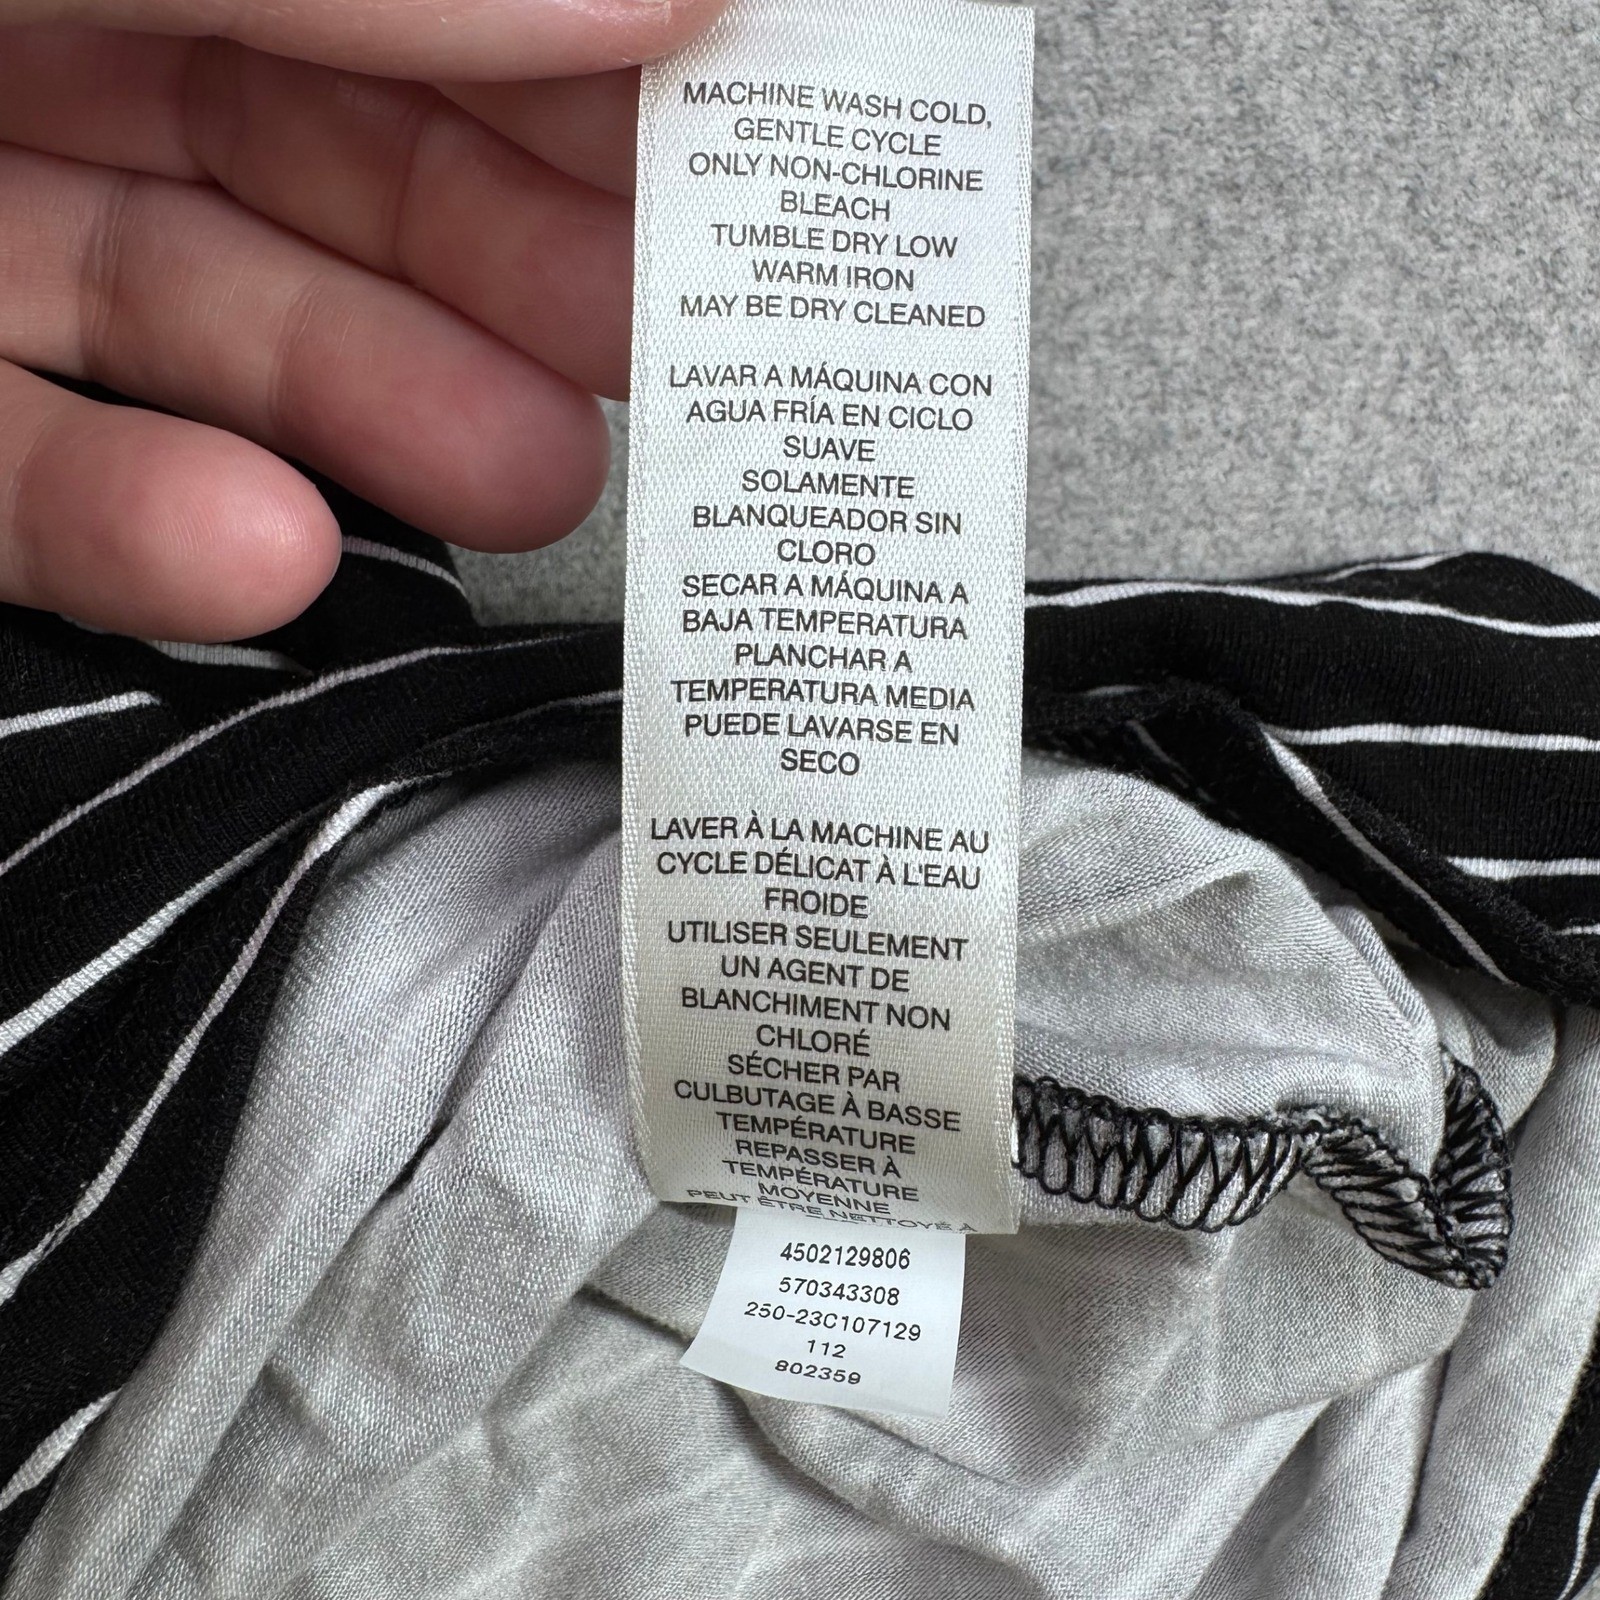 MACHINE WASH COLD,
GENTLE CYCLE
ONLY NON-CHLORINE
BLEACH
TUMBLE DRY LOW
WARM IRON
MAY BE DRY CLEANED
LAVAR A MÁQUINA CON
AGUA FRÍA EN CICLO
SUAVE
SOLAMENTE
BLANQUEADOR SIN
CLORO
SECAR A MÁQUINA A
BAJA TEMPERATURA
PLANCHAR A
TEMPERATURA MEDIA
PUEDE LAVARSE EN
SECO
LAVER À LA MACHINE AU
CYCLE DÉLICAT À L'EAU
FROIDE
UTILISER SEULEMENT
UN AGENT DE
BLANCHIMENT NON
CHLORÉ
SÉCHER PAR
CULBUTAGE À BASSE
TEMPÉRATURE
REPASSER À
TEMPÉRATURE
MOYENNE
PEUT ÊTRE NETTOYÉ À
4502129806
570343308
250-23C107129
112
802359